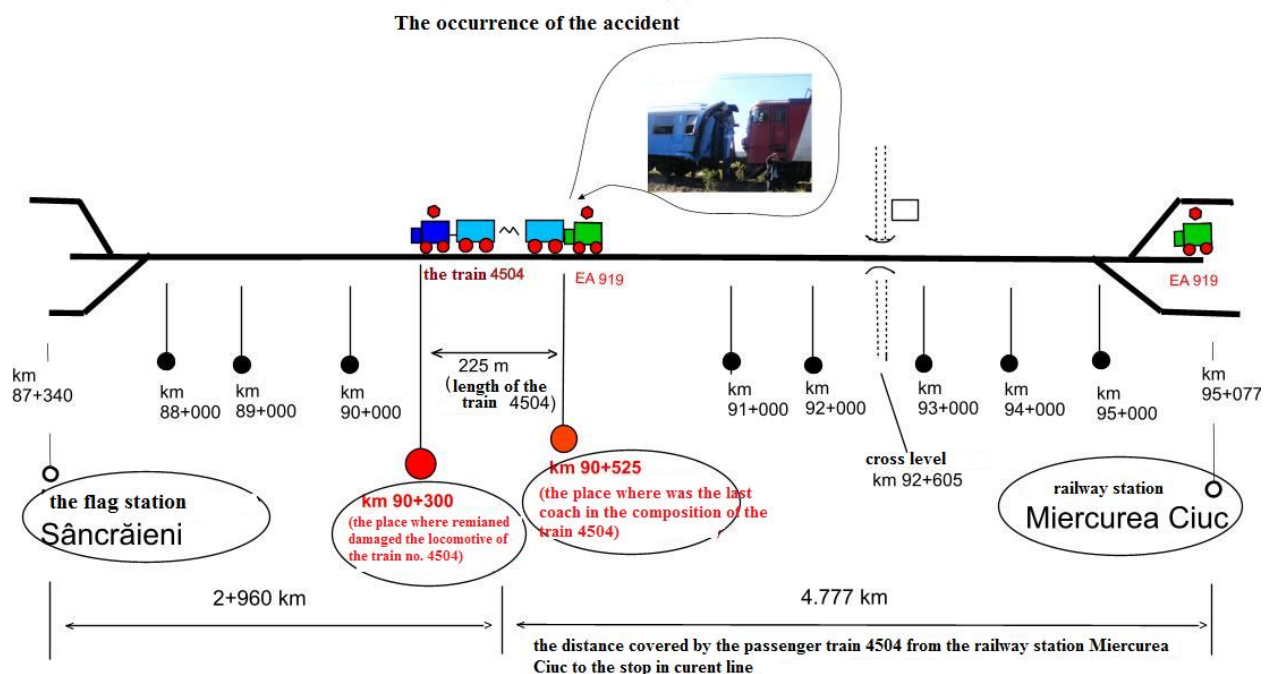 The occurrence of the accident
the train 4504
EA 919
EA 919
km
87+340
km
88+000
km
89+000
km
90+000
225 m
(length of the
train 4504)
km
91+000
km
92+000
km
93+000
km
94+000
km
95+000
km
95+077
cross level
km 92+605
the flag station
Sâncrăieni
km 90+300
(the place where remianed
damaged the locomotive of
the train no. 4504)
km 90+525
(the place where was the last
coach in the composition of the
train 4504)
railway station
Miercurea Ciuc
2+960 km
4.777 km
the distance covered by the passenger train 4504 from the railway station Miercurea
Ciuc to the stop in curent line